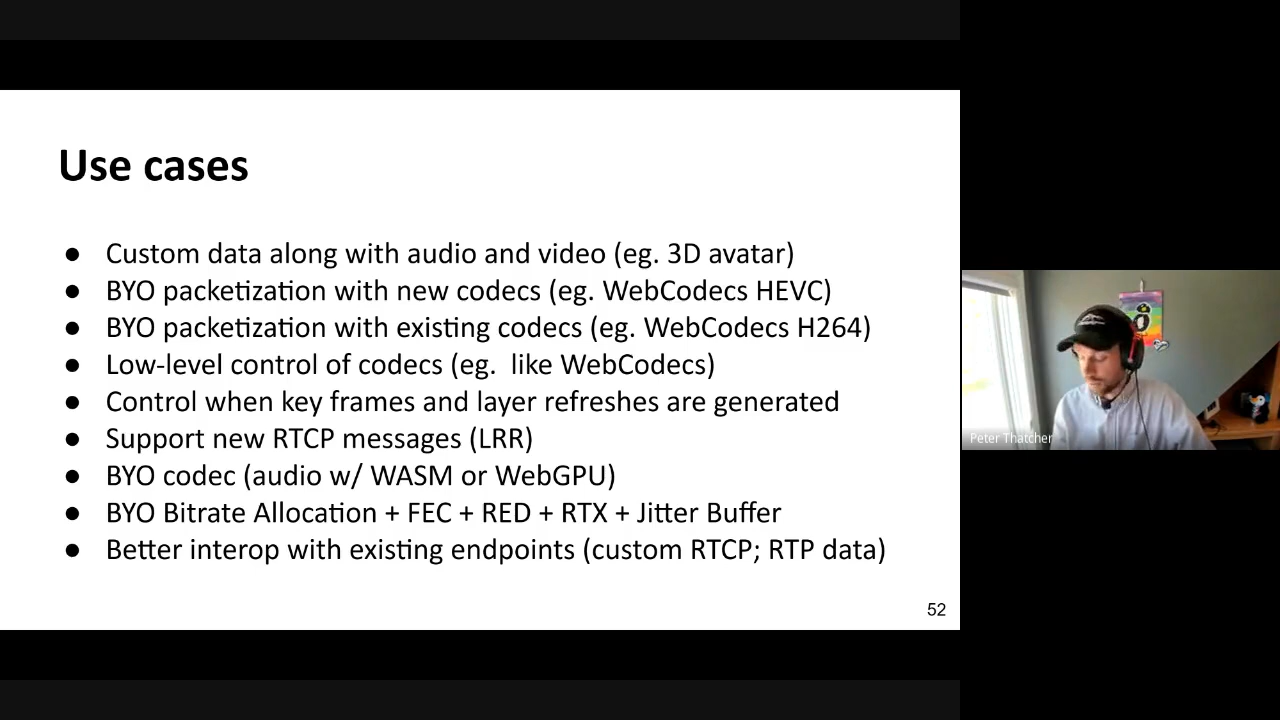 Use cases
● Custom data along with audio and video (eg. 3D avatar)
● BYO packetization with new codecs (eg. WebCodecs HEVC)
● BYO packetization with existing codecs (eg. WebCodecs H264)
● Low-level control of codecs (eg.  like WebCodecs)
● Control when key frames and layer refreshes are generated
● Support new RTCP messages (LRR)
● BYO codec (audio w/ WASM or WebGPU)
● BYO Bitrate Allocation + FEC + RED + RTX + Jitter Buffer
● Better interop with existing endpoints (custom RTCP; RTP data)
52
Peter Thatcher